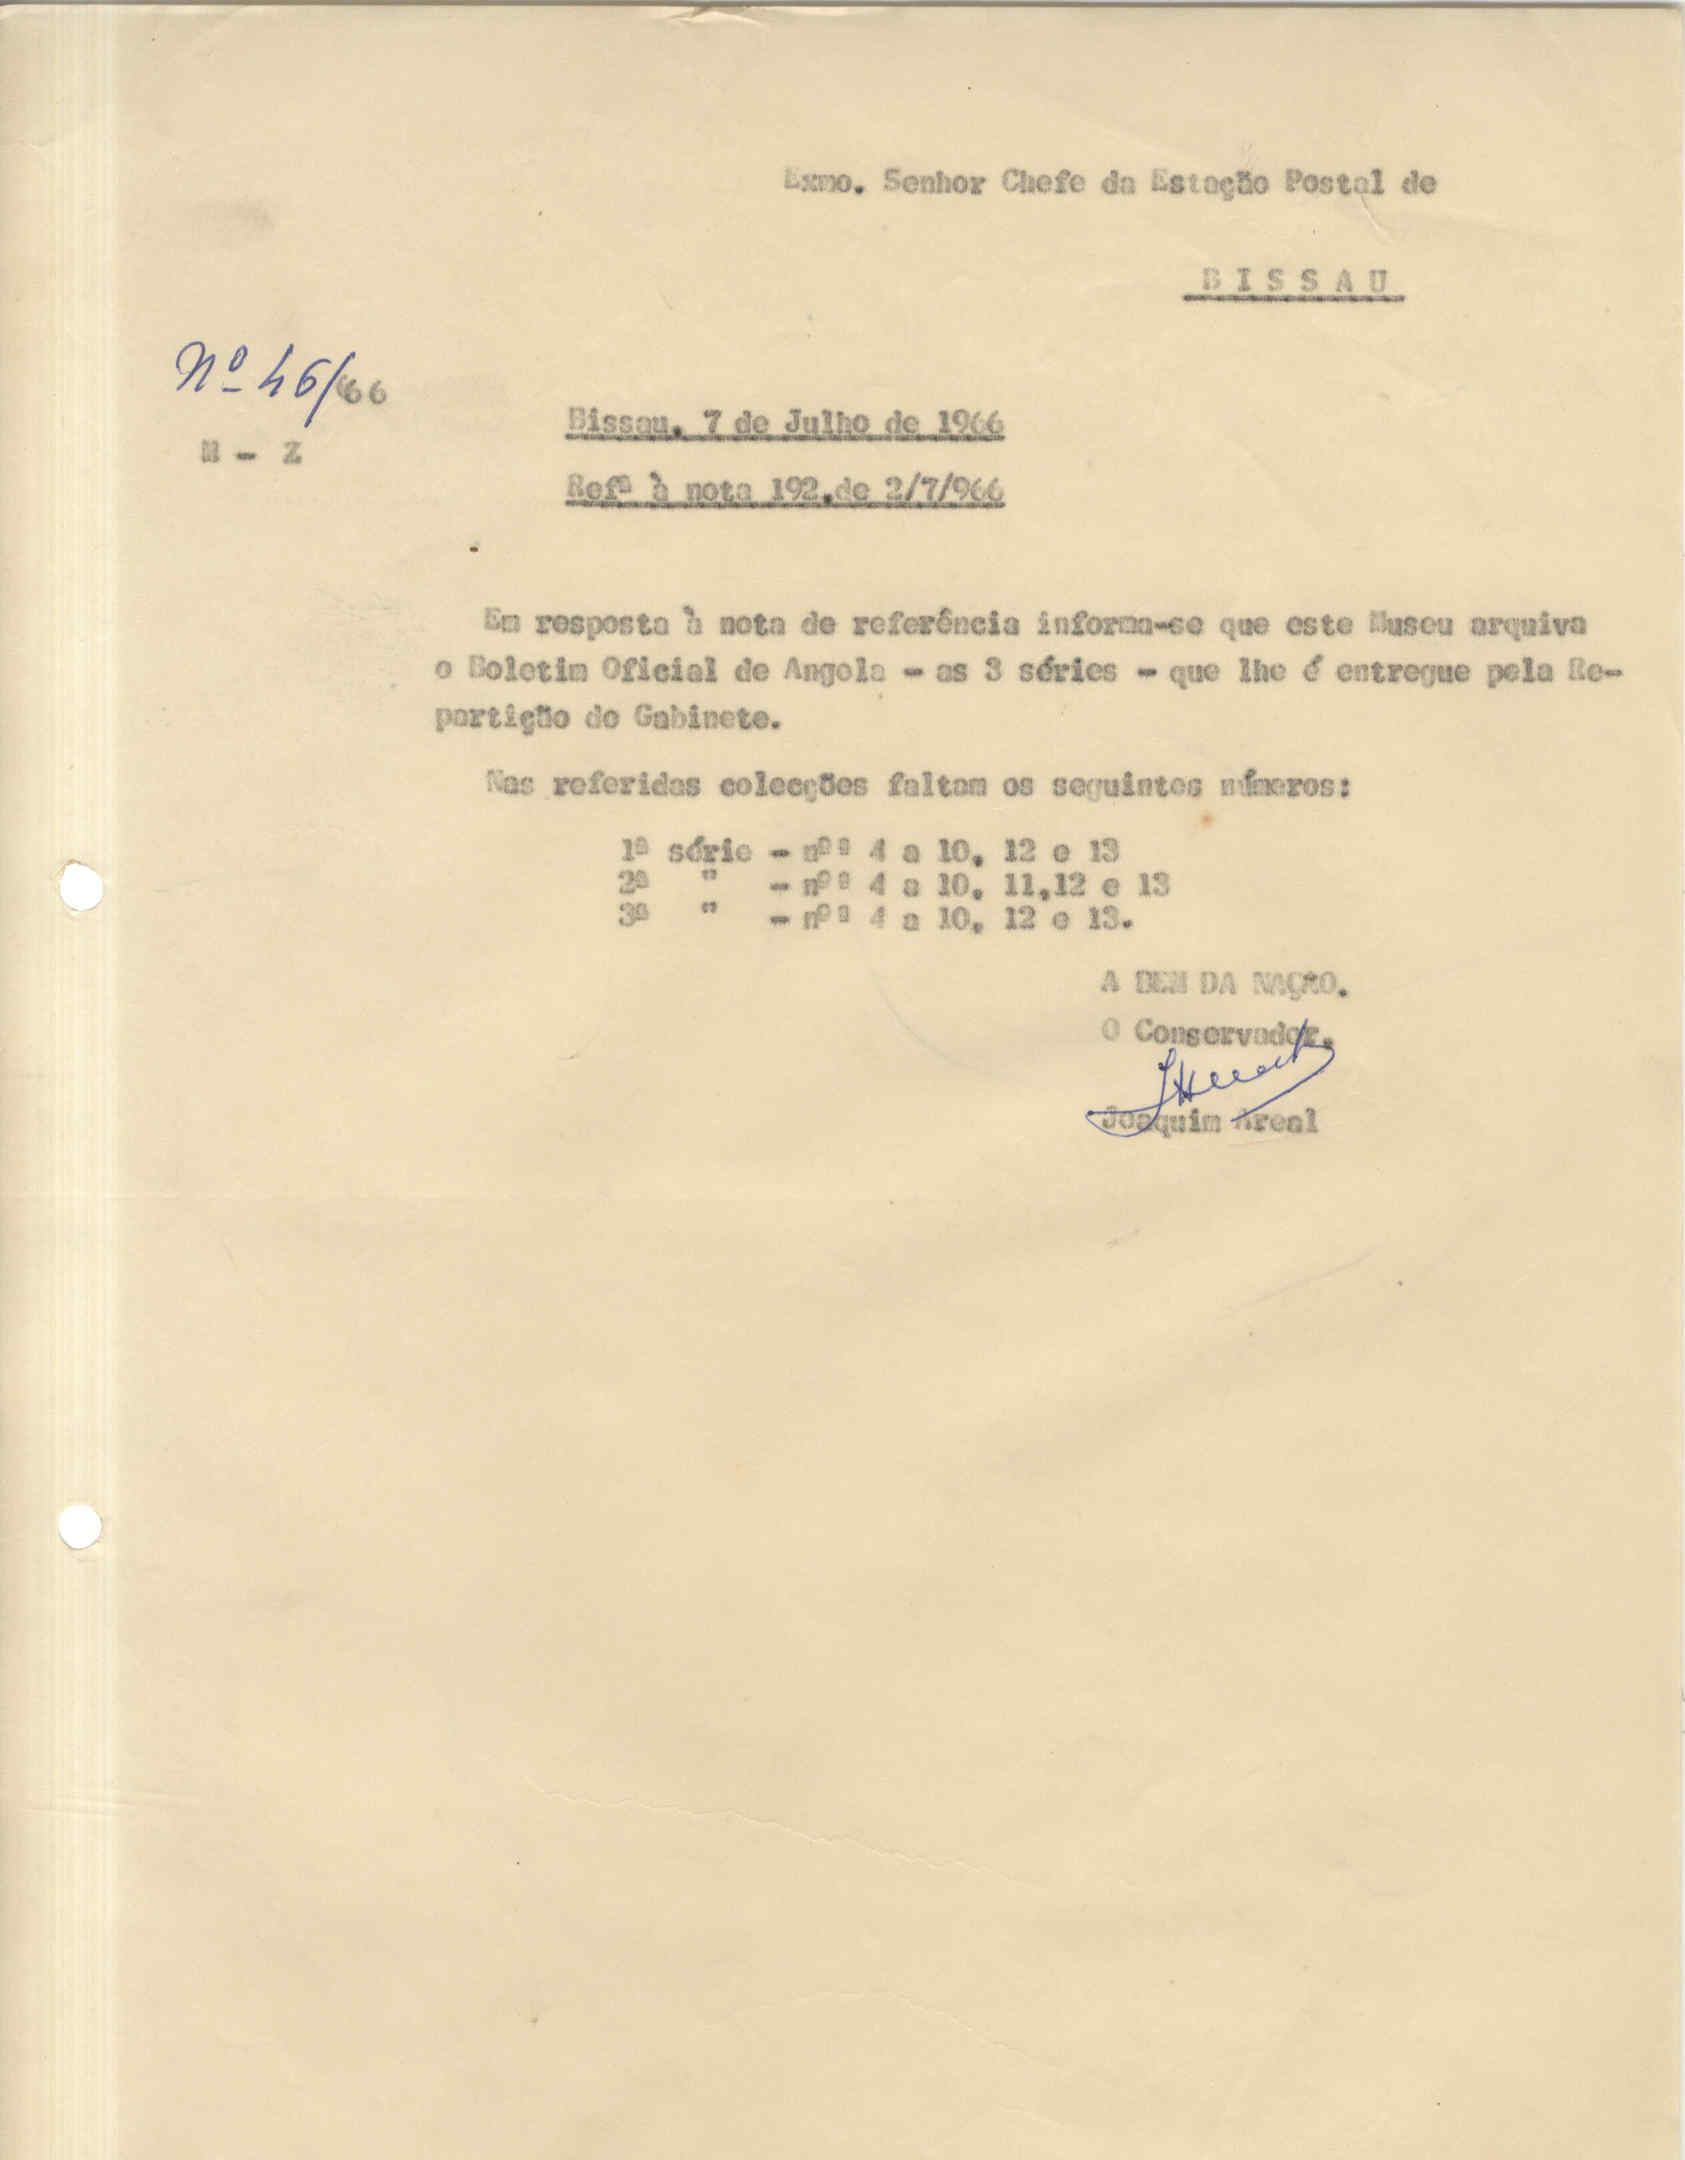 Exmo. Senhor Chefe da Estação Postal de
BISSAU
Nº 46/66
M - Z
Bissau, 7 de Julho de 1966
Refª à nota 192,de 2/7/966
Em resposta à nota de referência informa-se que este Museu arquiva
o Boletim Oficial de Angola - as 3 séries - que lhe é entregue pela Re-
partição do Gabinete.
Nas referidas colecções faltam os seguintes números:
1ª série - nºs 4 a 10, 12 e 13
2ª " - nºs 4 a 10, 11,12 e 13
3ª " - nºs 4 a 10, 12 e 13.
A BEM DA NAÇÃO.
O Conservador,
Joaquim Areal